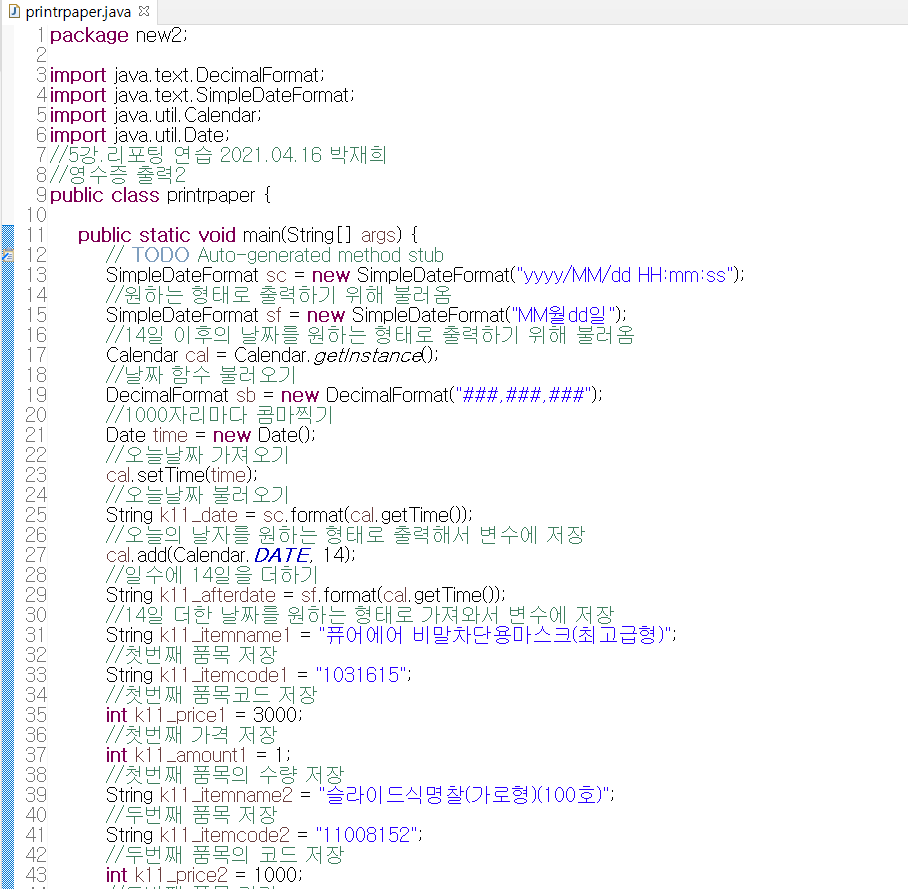 printrpaper.java
1 package new2;
2
3 import java.text.DecimalFormat;
4 import java.text.SimpleDateFormat;
5 import java.util.Calendar;
6 import java.util.Date;
7 //5강.리포팅 연습 2021.04.16 박재희
8 //영수증 출력2
9 public class printrpaper {
10
11 public static void main(String[] args) {
12 // TODO Auto-generated method stub
13 SimpleDateFormat sc = new SimpleDateFormat("yyyy/MM/dd HH:mm:ss");
14 //원하는 형태로 출력하기 위해 불러옴
15 SimpleDateFormat sf = new SimpleDateFormat("MM월dd일");
16 //14일 이후의 날짜를 원하는 형태로 출력하기 위해 불러옴
17 Calendar cal = Calendar.getInstance();
18 //날짜 함수 불러오기
19 DecimalFormat sb = new DecimalFormat("###,###,###");
20 //1000자리마다 콤마찍기
21 Date time = new Date();
22 //오늘날짜 가져오기
23 cal.setTime(time);
24 //오늘날짜 불러오기
25 String k11_date = sc.format(cal.getTime());
26 //오늘의 날자를 원하는 형태로 출력해서 변수에 저장
27 cal.add(Calendar.DATE, 14);
28 //일수에 14일을 더하기
29 String k11_afterdate = sf.format(cal.getTime());
30 //14일 더한 날짜를 원하는 형태로 가져와서 변수에 저장
31 String k11_itemname1 = "퓨어에어 비말차단용마스크(최고급형)";
32 //첫번째 품목 저장
33 String k11_itemcode1 = "1031615";
34 //첫번째 품목코드 저장
35 int k11_price1 = 3000;
36 //첫번째 가격 저장
37 int k11_amount1 = 1;
38 //첫번째 품목의 수량 저장
39 String k11_itemname2 = "슬라이드식명찰(가로형)(100호)";
40 //두번째 품목 저장
41 String k11_itemcode2 = "11008152";
42 //두번째 품목의 코드 저장
43 int k11_price2 = 1000;